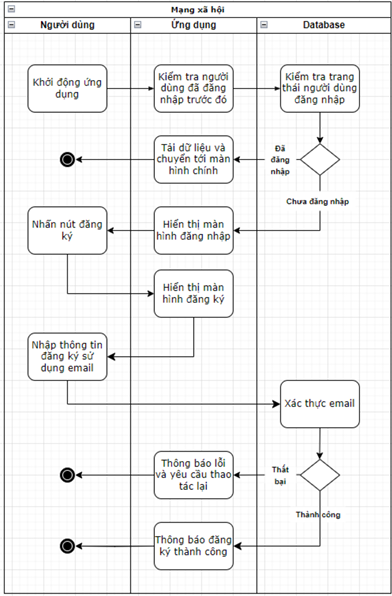 Mạng xã hội
Người dùng
Ứng dụng
Database
Khởi động ứng
dụng
Kiểm tra người
dùng đã đăng
nhập trước đó
Kiểm tra trang
thái người dùng
đăng nhập
Tải dữ liệu và
chuyển tới màn
hình chính
Đã
đăng
nhập
Chưa đăng nhập
Nhấn nút đăng
ký
Hiển thị màn
hình đăng nhập
Hiển thị màn
hình đăng ký
Nhập thông tin
đăng ký sử
dụng email
Xác thực email
Thông báo lỗi
và yêu cầu thao
tác lại
Thất
bại
Thành công
Thông báo đăng
ký thành công